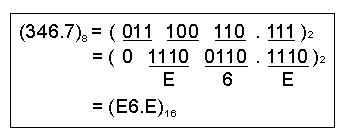 (346.7)₈ = ( 011 100 110 . 111 )₂
= ( 0 1110 0110 . 1110 )₂
E 6 E
= (E6.E)₁₆